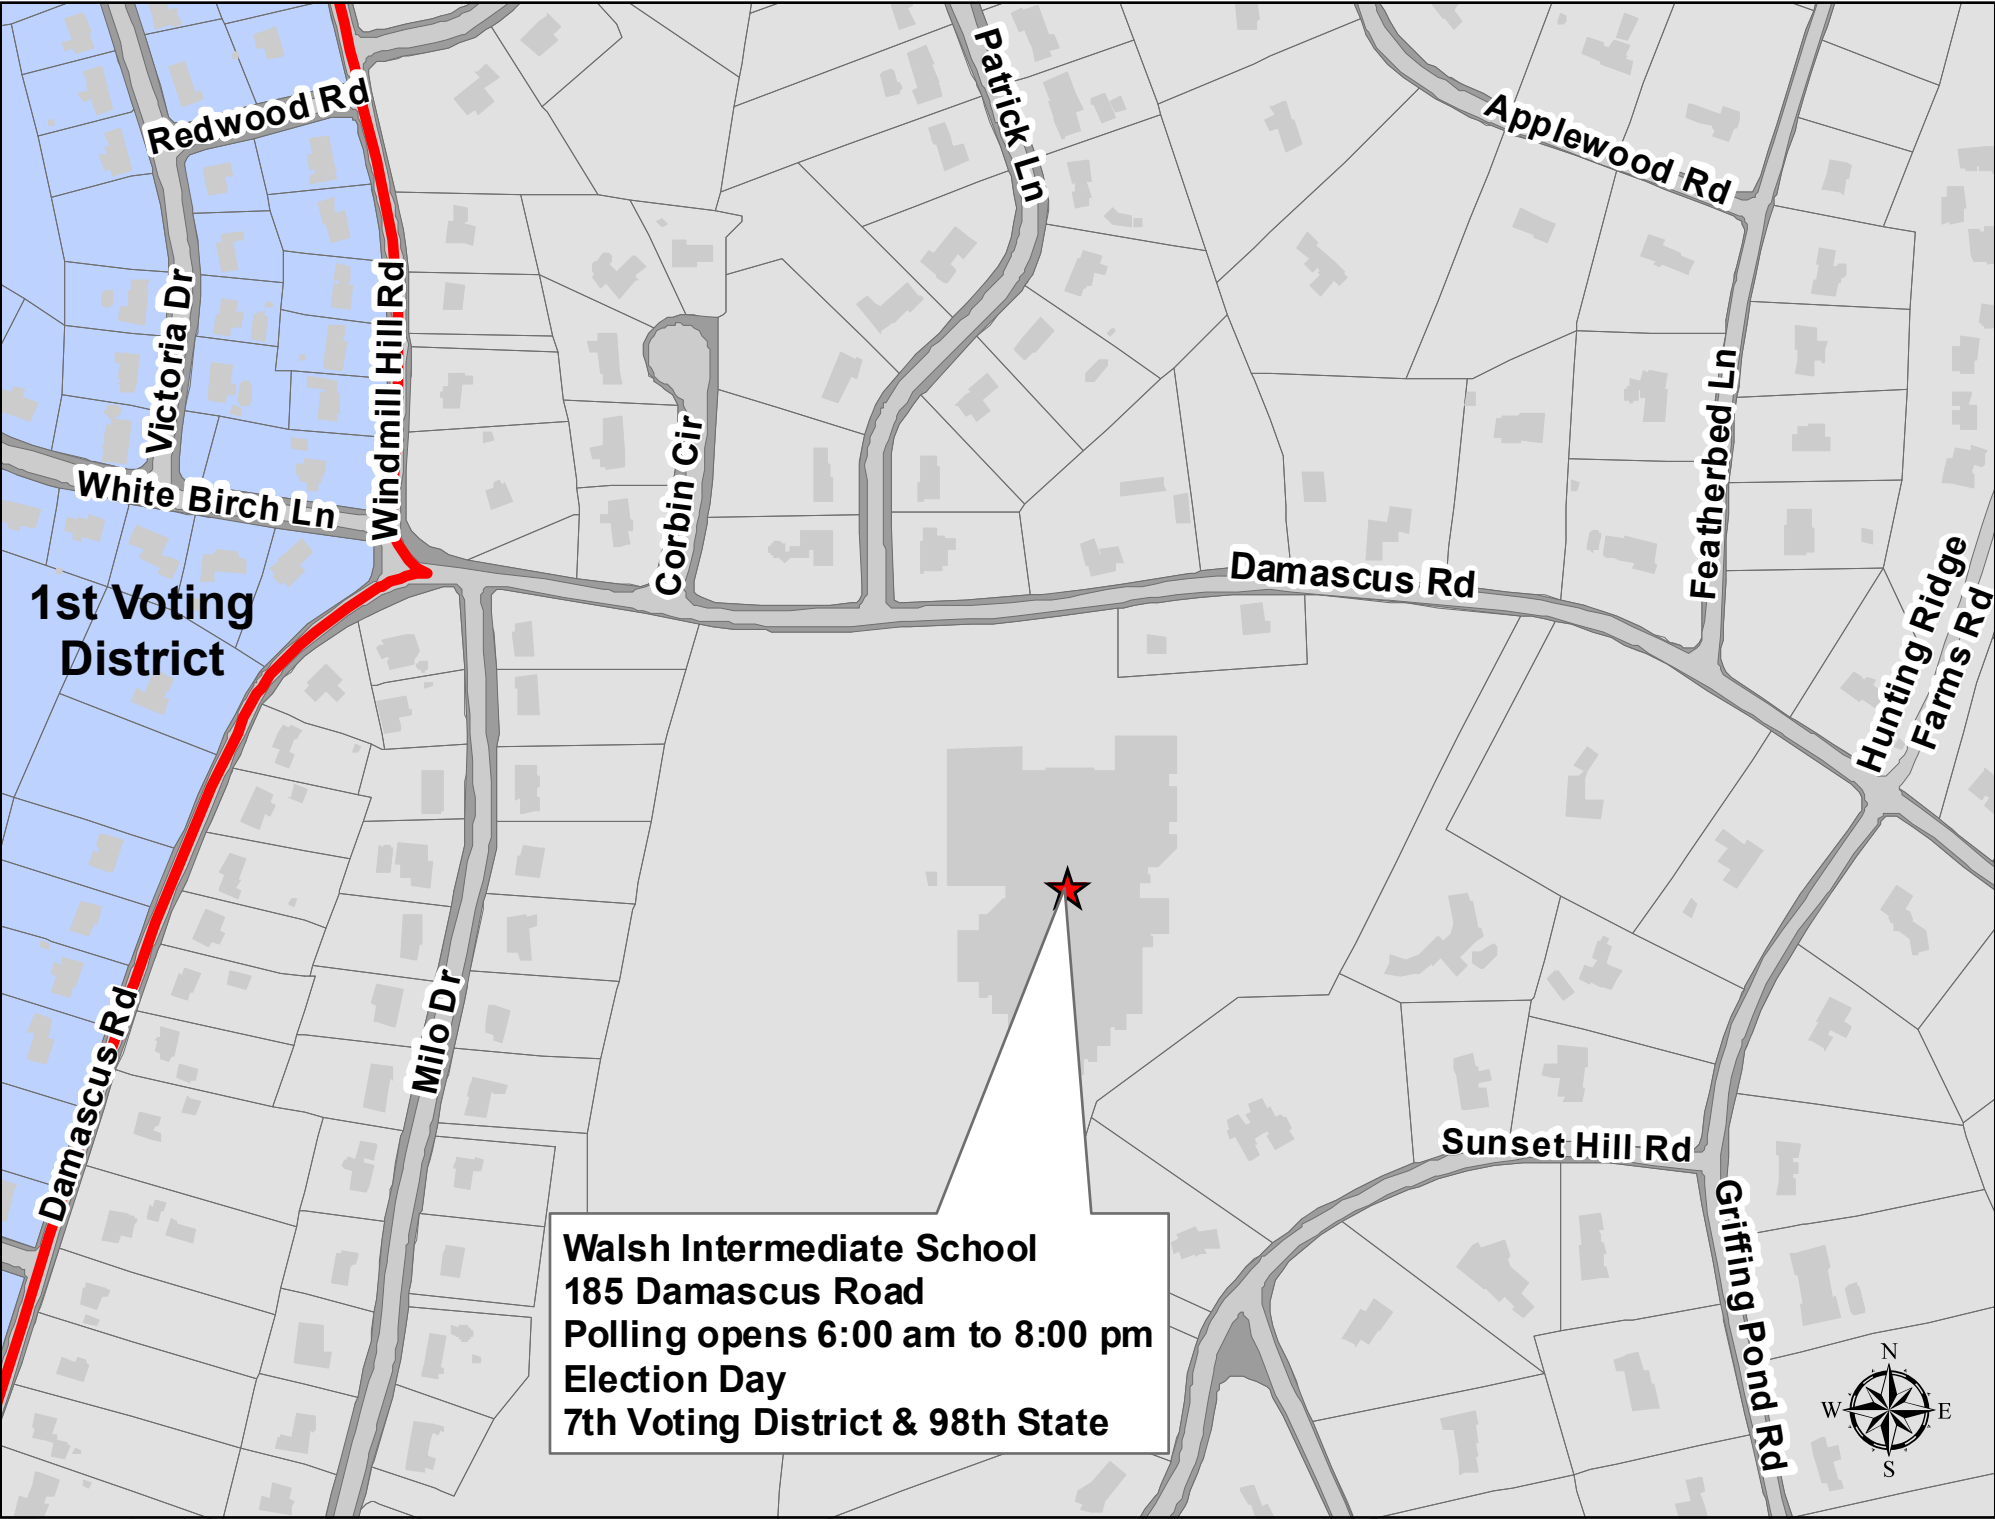 Patrick Ln
Redwood Rd
Applewood Rd
Windmill Hill Rd
Victoria Dr
Featherbed Ln
Corbin Cir
White Birch Ln
Damascus Rd
1st Voting
District
Hunting Ridge
Farms Rd
Damascus Rd
Milo Dr
Sunset Hill Rd
Griffing Pond Rd
Walsh Intermediate School
185 Damascus Road
Polling opens 6:00 am to 8:00 pm
Election Day
7th Voting District & 98th State
N
W E
S